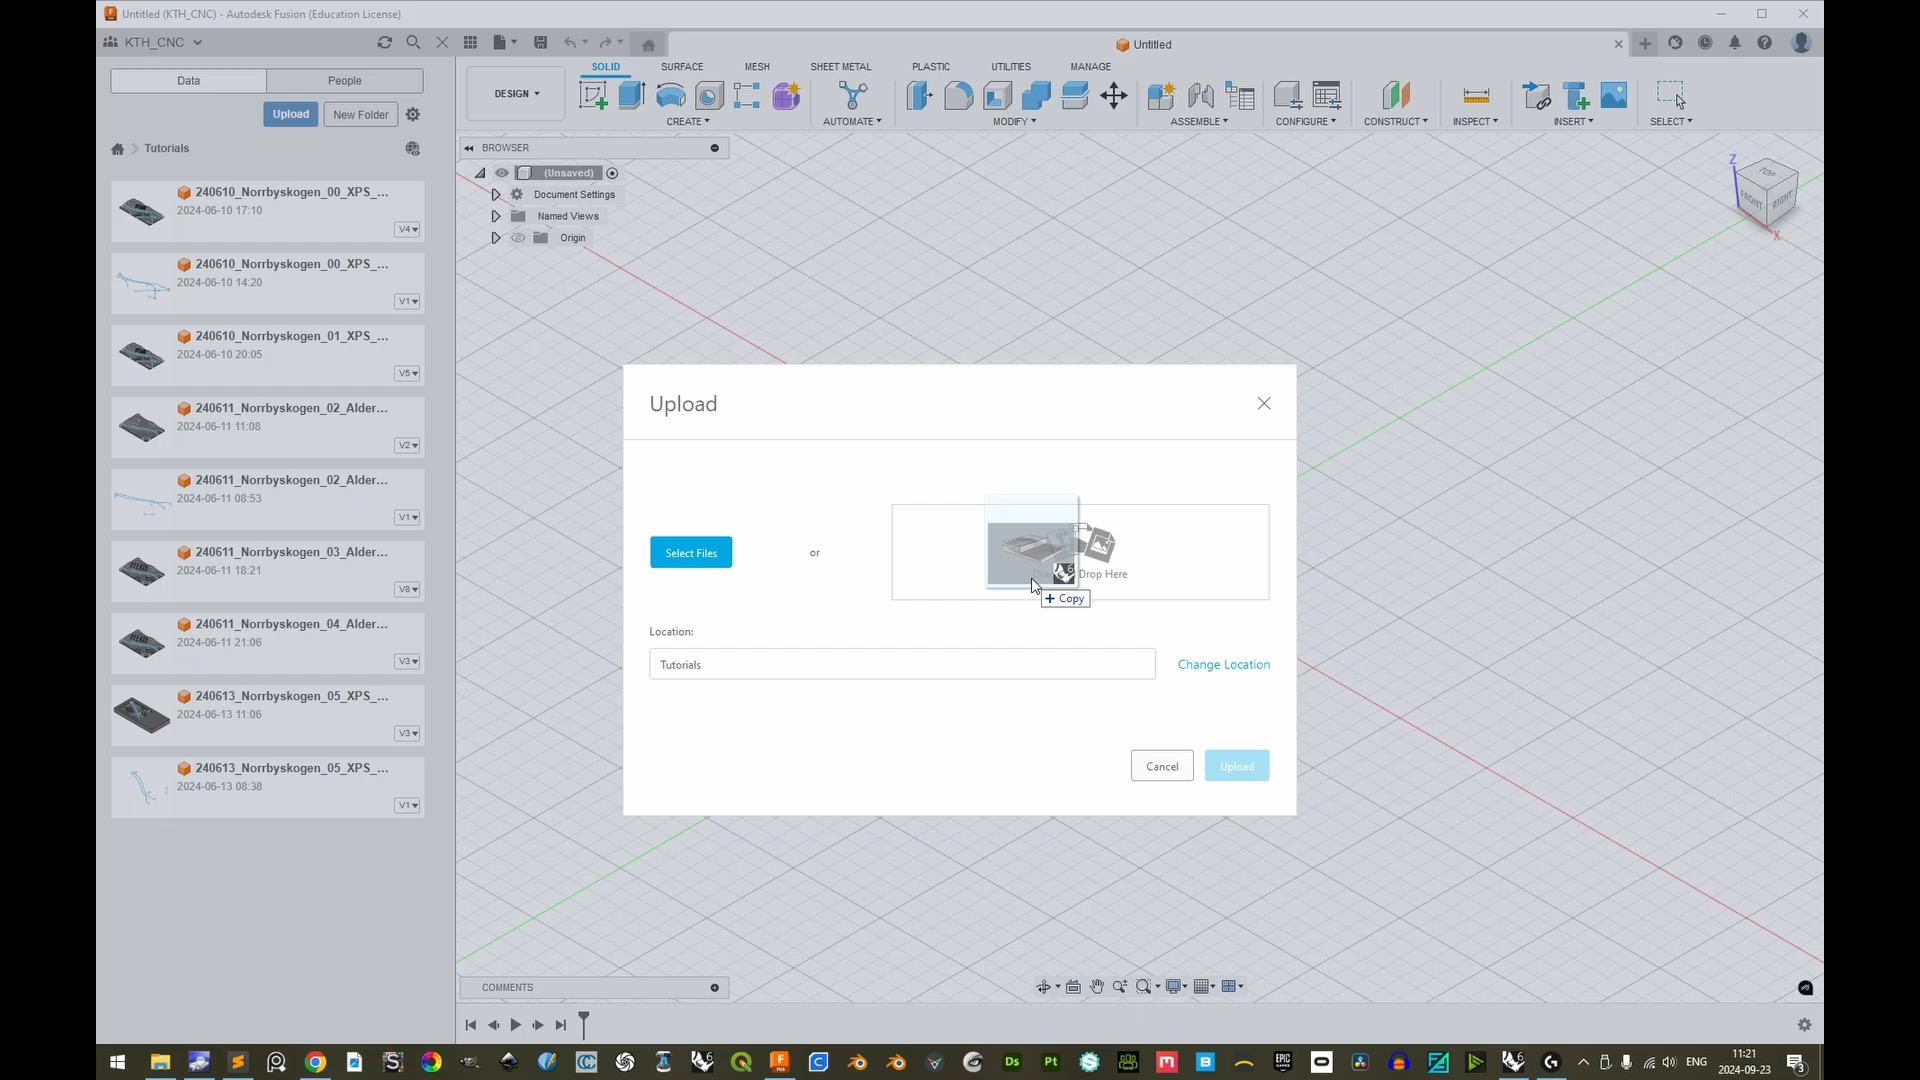 Untitled (KTH_CNC) - Autodesk Fusion (Education License)
KTH_CNC
Untitled
Data
People
Upload
New Folder
Tutorials
240610_Norrbyskogen_00_XPS_...
2024-06-10 17:10
V4
240610_Norrbyskogen_00_XPS_...
2024-06-10 14:20
V1
240610_Norrbyskogen_01_XPS_...
2024-06-10 20:05
V5
240611_Norrbyskogen_02_Alder...
2024-06-11 11:08
V2
240611_Norrbyskogen_02_Alder...
2024-06-11 08:53
V1
240611_Norrbyskogen_03_Alder...
2024-06-11 18:21
V8
240611_Norrbyskogen_04_Alder...
2024-06-11 21:06
V3
240613_Norrbyskogen_05_XPS_...
2024-06-13 11:06
V3
240613_Norrbyskogen_05_XPS_...
2024-06-13 08:38
V1
SOLID SURFACE MESH SHEET METAL PLASTIC UTILITIES MANAGE
DESIGN
CREATE AUTOMATE MODIFY ASSEMBLE CONFIGURE CONSTRUCT INSPECT INSERT SELECT
BROWSER
(Unsaved)
Document Settings
Named Views
Origin
Z
TOP
FRONT
RIGHT
X
Upload
Select Files
or
Drop Here
6
Copy
Location:
Tutorials
Change Location
Cancel
Upload
COMMENTS
ENG
11:21
2024-09-23
3